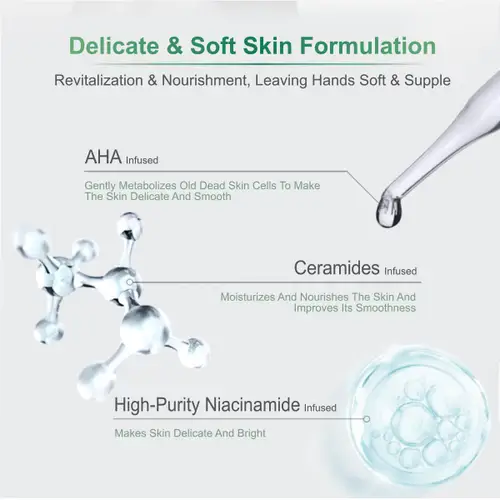 Delicate & Soft Skin Formulation
Revitalization & Nourishment, Leaving Hands Soft & Supple
AHA Infused
Gently Metabolizes Old Dead Skin Cells To Make
The Skin Delicate And Smooth
Ceramides Infused
Moisturizes And Nourishes The Skin And
Improves Its Smoothness
High-Purity Niacinamide Infused
Makes Skin Delicate And Bright